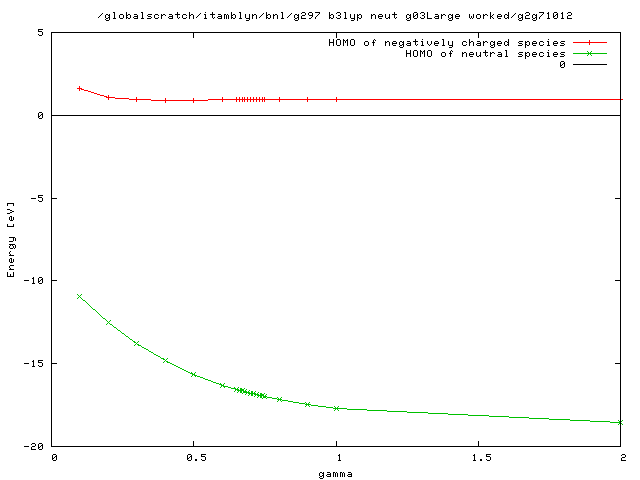 /globalscratch/itamblyn/bnl/g297 b3lyp neut g03Large worked/g2g71012
HOMO of negatively charged species
HOMO of neutral species
0
5
0
-5
-10
-15
-20
Energy [eV]
0 0.5 1 1.5 2
gamma